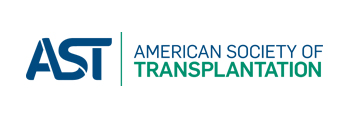 AST
AMERICAN SOCIETY OF
TRANSPLANTATION